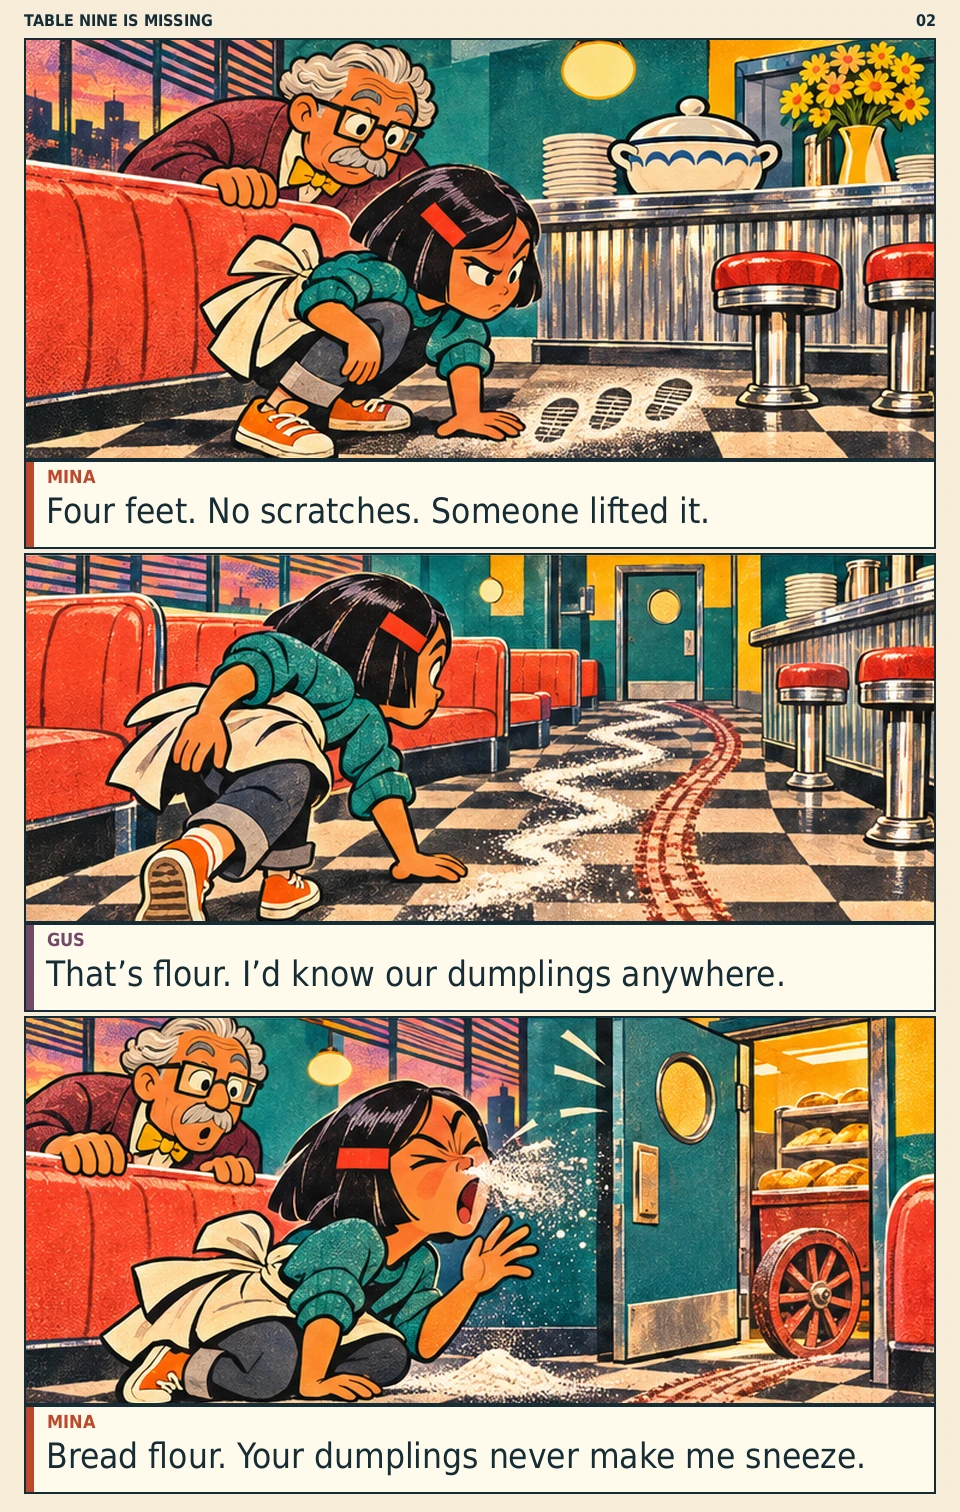 TABLE NINE IS MISSING
02
MINA
Four feet. No scratches. Someone lifted it.
GUS
That’s flour. I’d know our dumplings anywhere.
MINA
Bread flour. Your dumplings never make me sneeze.